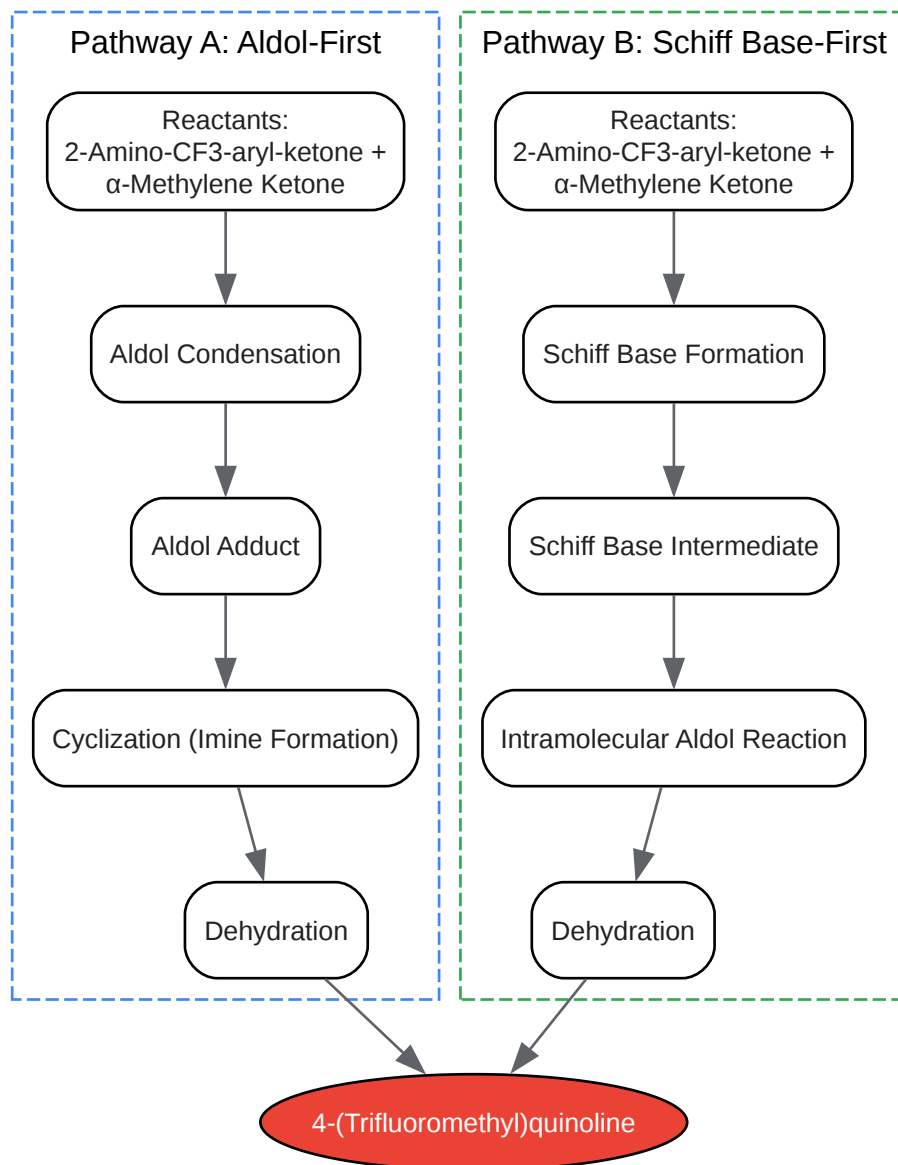 Pathway A: Aldol-First
Reactants:
2-Amino-CF3-aryl-ketone +
α-Methylene Ketone
Aldol Condensation
Aldol Adduct
Cyclization (Imine Formation)
Dehydration
Pathway B: Schiff Base-First
Reactants:
2-Amino-CF3-aryl-ketone +
α-Methylene Ketone
Schiff Base Formation
Schiff Base Intermediate
Intramolecular Aldol Reaction
Dehydration
4-(Trifluoromethyl)quinoline